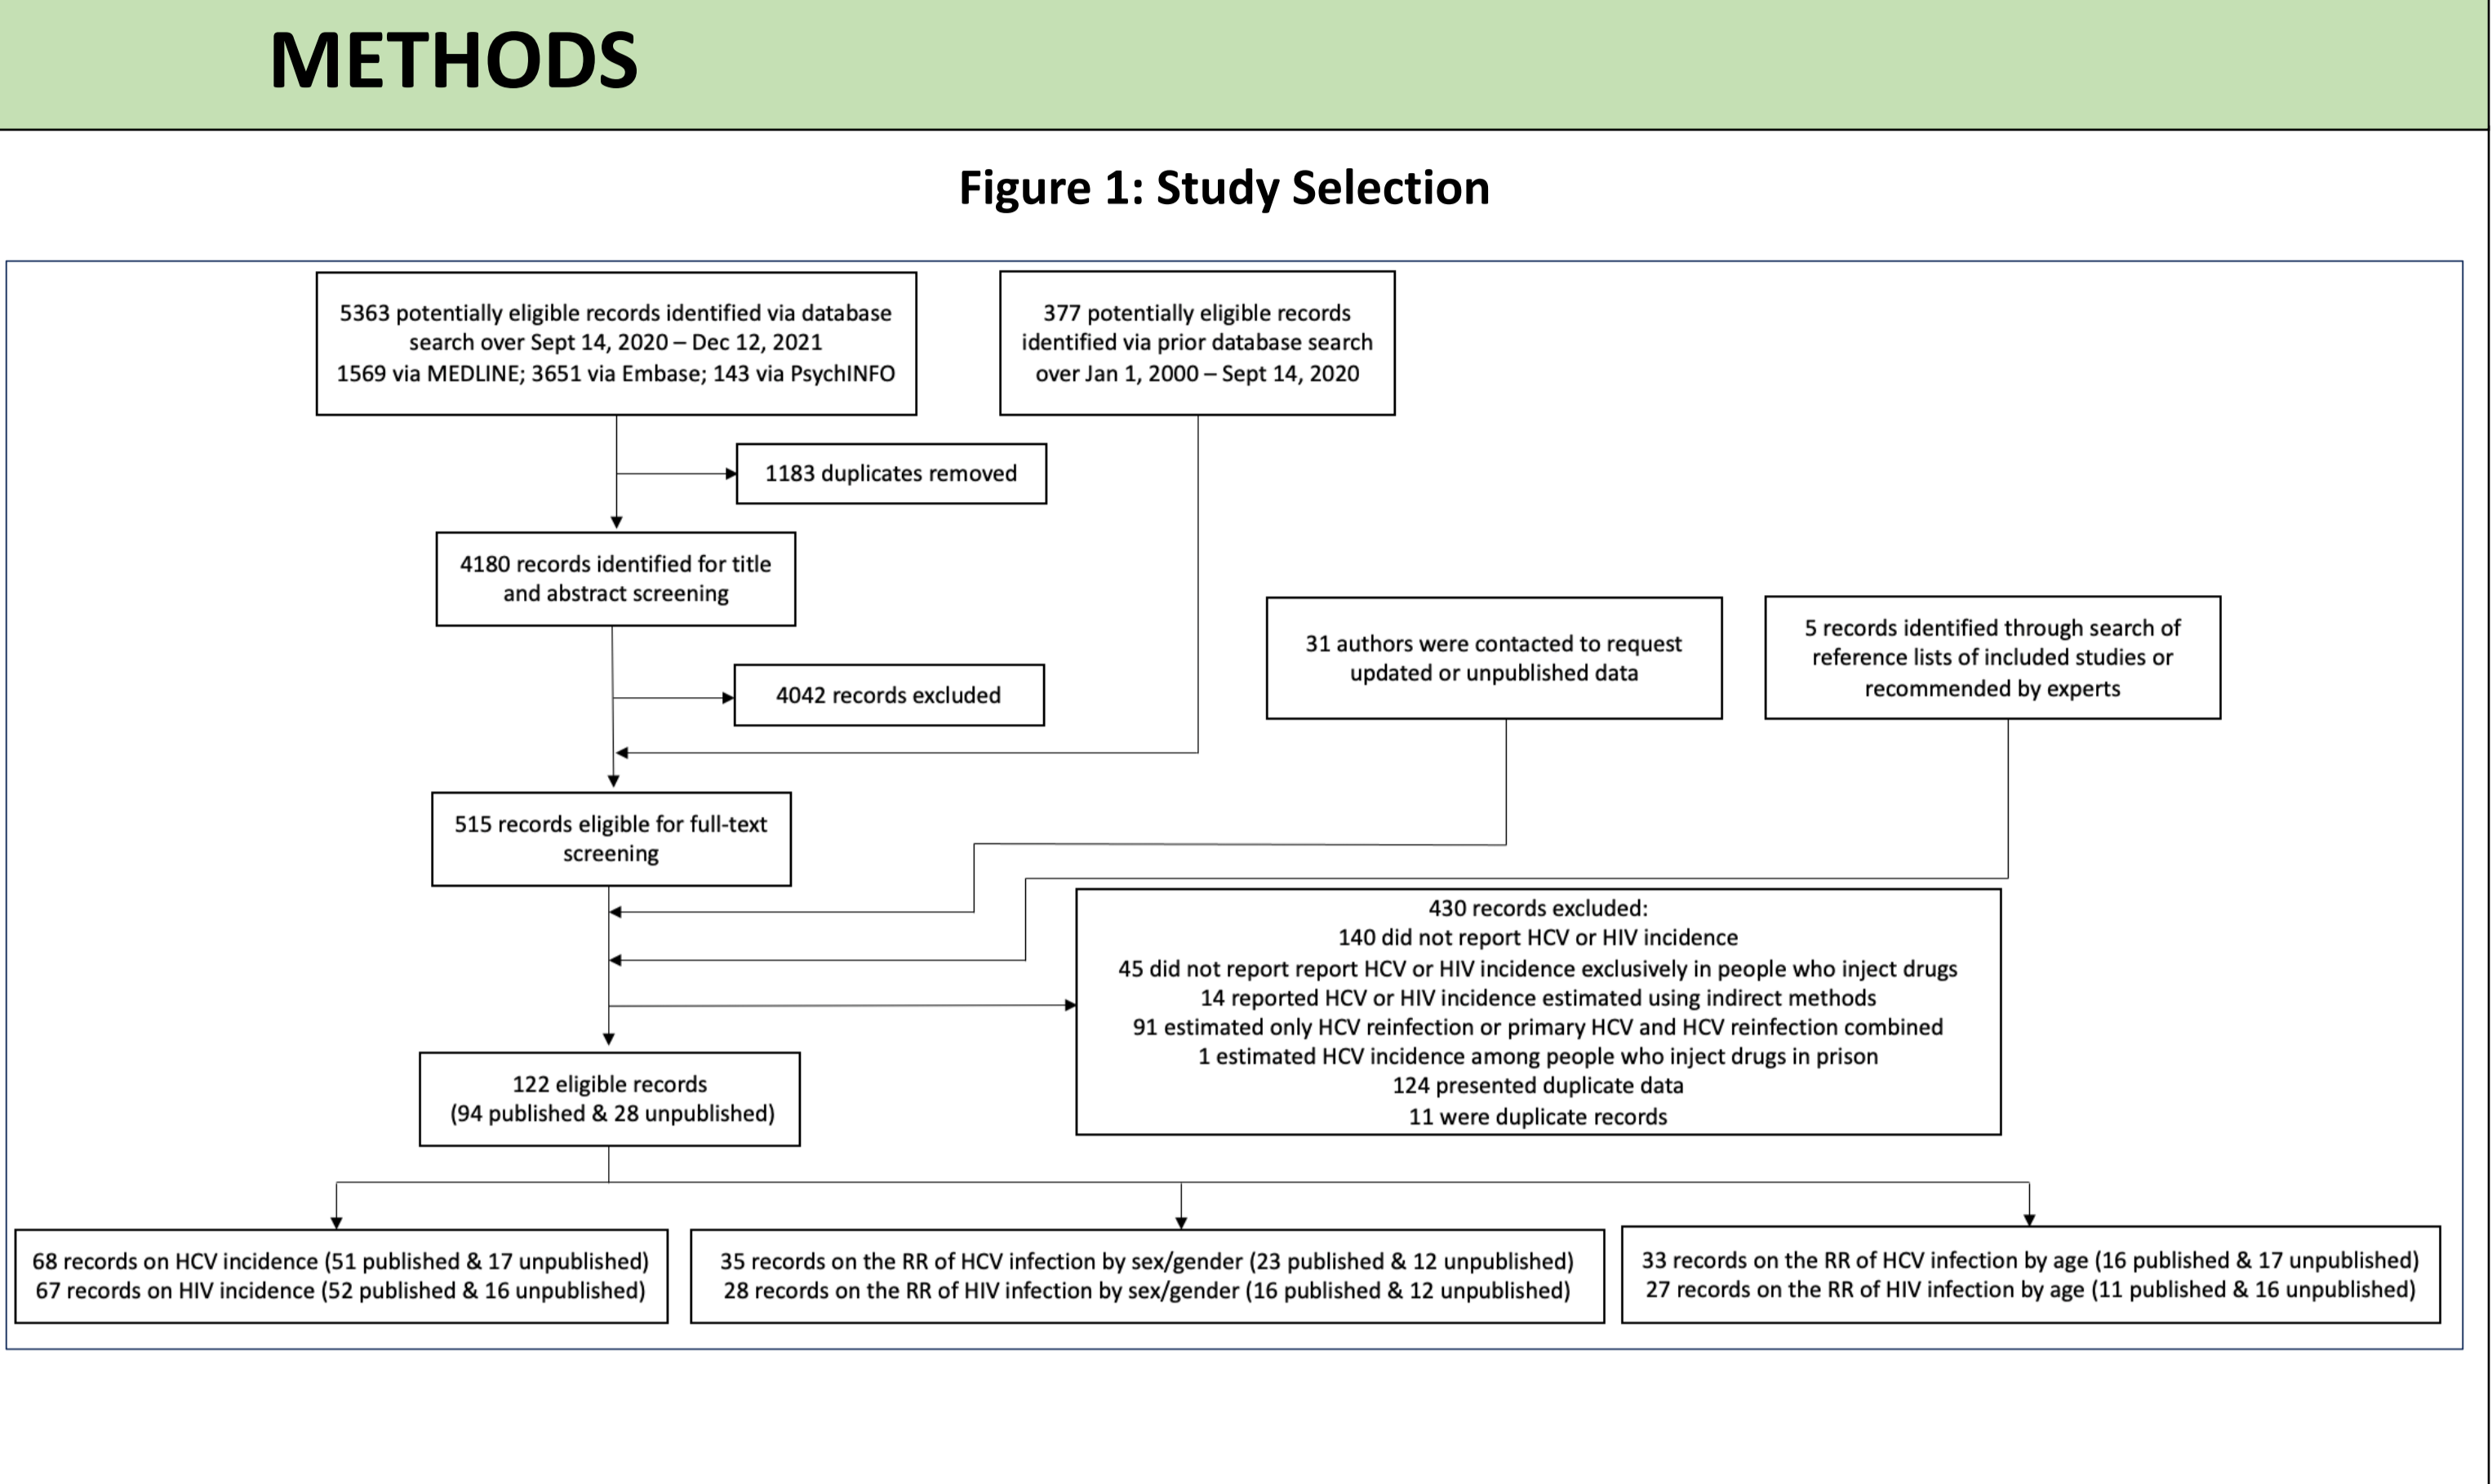 METHODS
Figure 1: Study Selection
5363 potentially eligible records identified via database
search over Sept 14, 2020 – Dec 12, 2021
1569 via MEDLINE; 3651 via Embase; 143 via PsychINFO
377 potentially eligible records
identified via prior database search
over Jan 1, 2000 – Sept 14, 2020
1183 duplicates removed
4180 records identified for title
and abstract screening
4042 records excluded
31 authors were contacted to request
updated or unpublished data
5 records identified through search of
reference lists of included studies or
recommended by experts
515 records eligible for full-text
screening
430 records excluded:
140 did not report HCV or HIV incidence
45 did not report report HCV or HIV incidence exclusively in people who inject drugs
14 reported HCV or HIV incidence estimated using indirect methods
91 estimated only HCV reinfection or primary HCV and HCV reinfection combined
1 estimated HCV incidence among people who inject drugs in prison
124 presented duplicate data
11 were duplicate records
122 eligible records
(94 published & 28 unpublished)
68 records on HCV incidence (51 published & 17 unpublished)
67 records on HIV incidence (52 published & 16 unpublished)
35 records on the RR of HCV infection by sex/gender (23 published & 12 unpublished)
28 records on the RR of HIV infection by sex/gender (16 published & 12 unpublished)
33 records on the RR of HCV infection by age (16 published & 17 unpublished)
27 records on the RR of HIV infection by age (11 published & 16 unpublished)